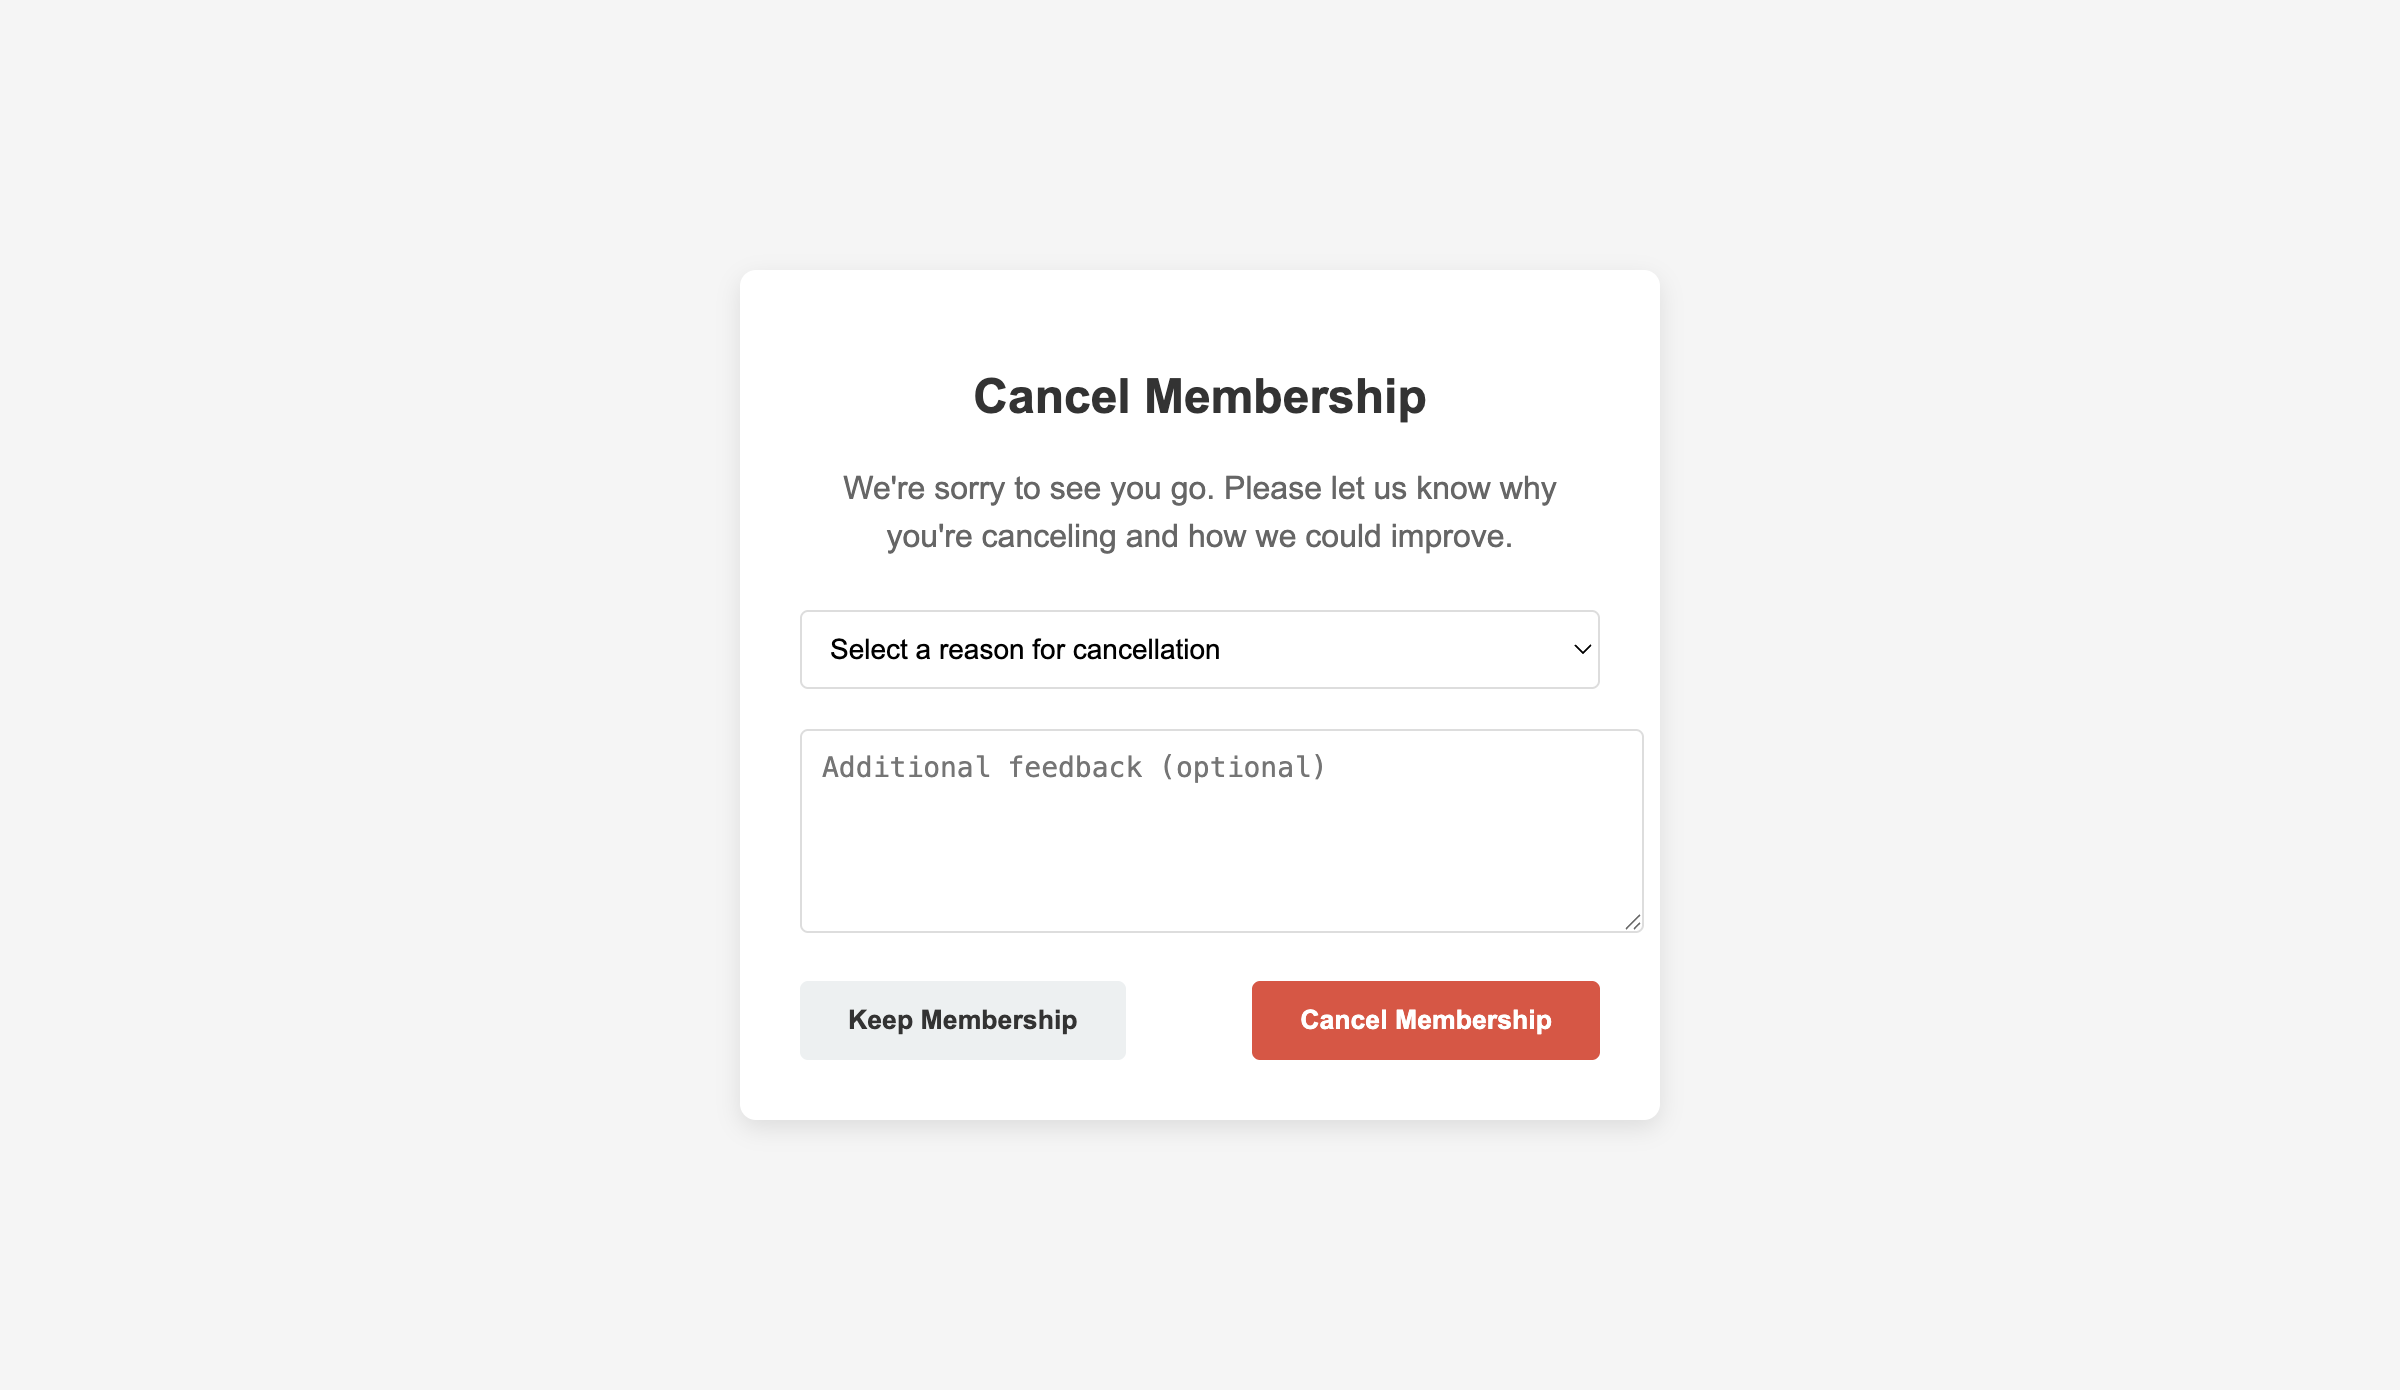 Cancel Membership
We're sorry to see you go. Please let us know why
you're canceling and how we could improve.
Select a reason for cancellation
Additional feedback (optional)
Keep Membership
Cancel Membership